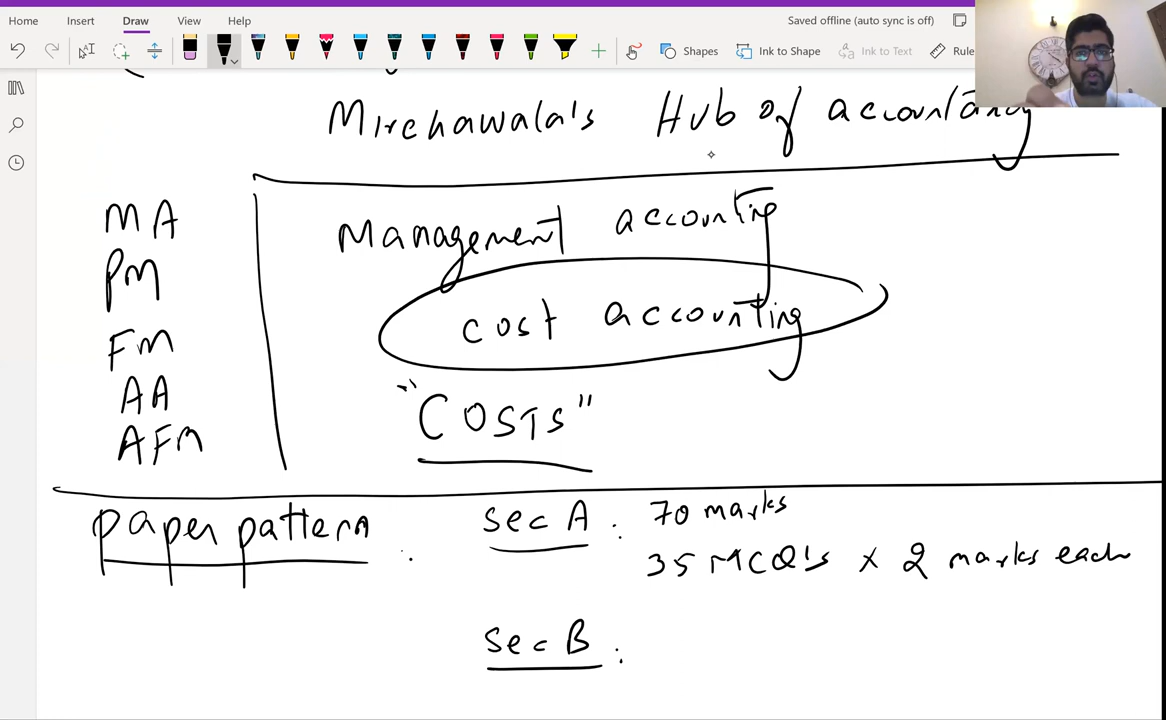 Home Insert Draw View Help Saved offline (auto sync is off)
Shapes Ink to Shape Ink to Text Rule
Mirchawala's Hub of accountancy
MA
PM
FM
AA
AFM
Management accounting
cost accounting
"COSTS"
paper pattern . sec A : 70 marks
35 MCQ's x 2 marks each
sec B :